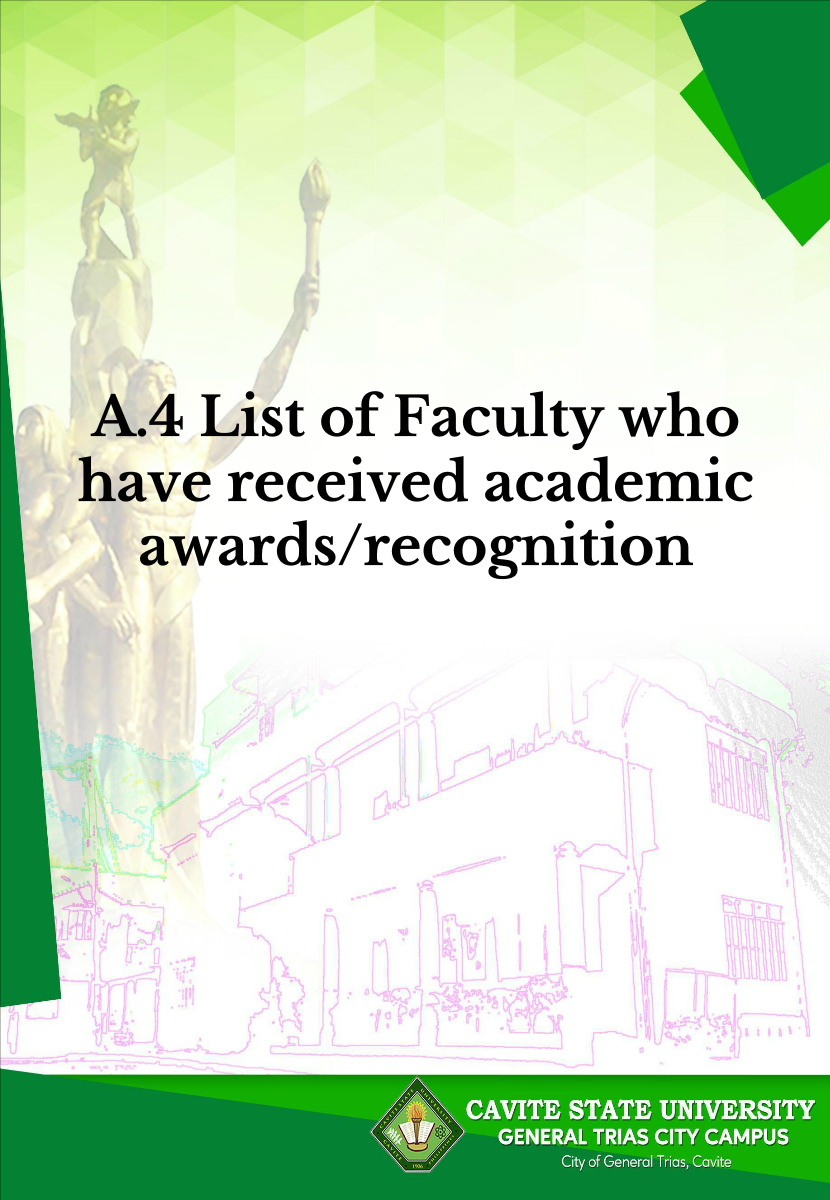 A.4 List of Faculty who
have received academic
awards/recognition
CAVITE STATE UNIVERSITY
GENERAL TRIAS CITY CAMPUS
City of General Trias, Cavite
1906